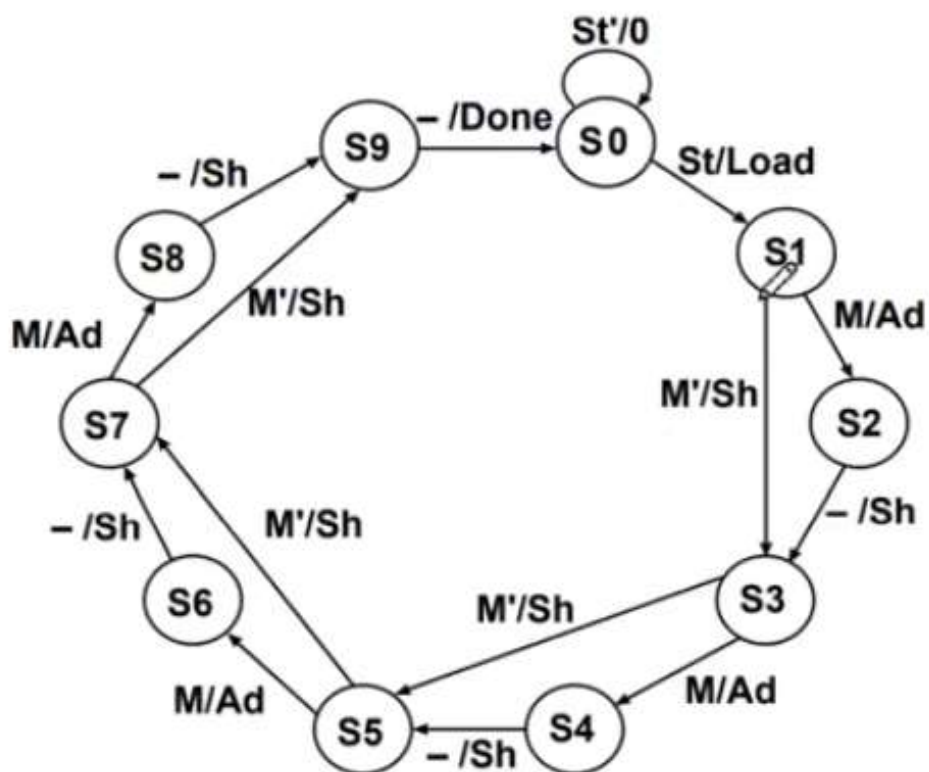 St'/0
– /Done
S9
S0
St/Load
– /Sh
S8
S1
M'/Sh
M/Ad
M/Ad
M'/Sh
S7
S2
– /Sh
M'/Sh
– /Sh
S6
M'/Sh
S3
M/Ad
M/Ad
S5
– /Sh
S4